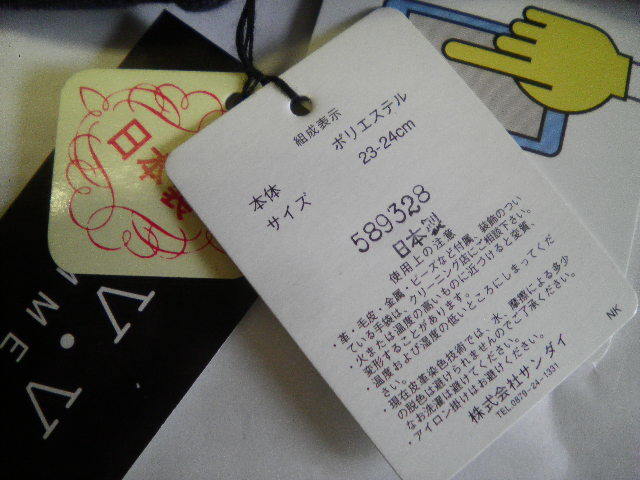 組成表示
本体 ポリエステル
サイズ 23-24cm
589328
日本製
使用上の注意
・革・毛皮・金属・ビーズなど付属、装飾のつい
ている手袋は、クリーニング店にご相談下さい。
・火または温度の高いものに近づけると変質、
変形することがあります。
・温度および湿度の低いところにしまってくだ
さい。
・現在皮革染色技術では、水、摩擦による多少
の脱色は避けられませんのでご了承ください。
なお洗濯は避けてください。
・アイロン掛けはお避けください。
株式会社サンダイ
TEL.0879-24-1331
NK
日本
V・V
MME